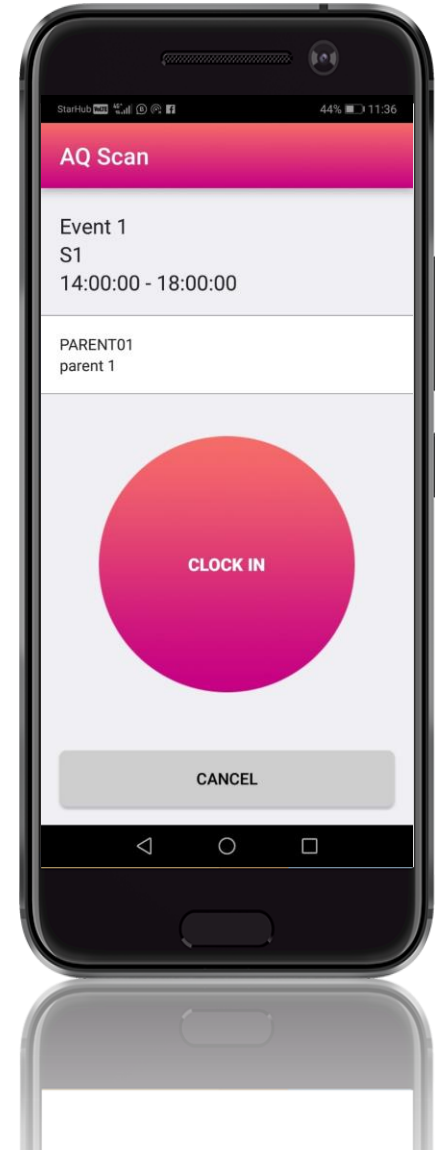 StarHub VoLTE 44% 11:36
AQ Scan
Event 1
S1
14:00:00 - 18:00:00
PARENT01
parent 1
CLOCK IN
CANCEL